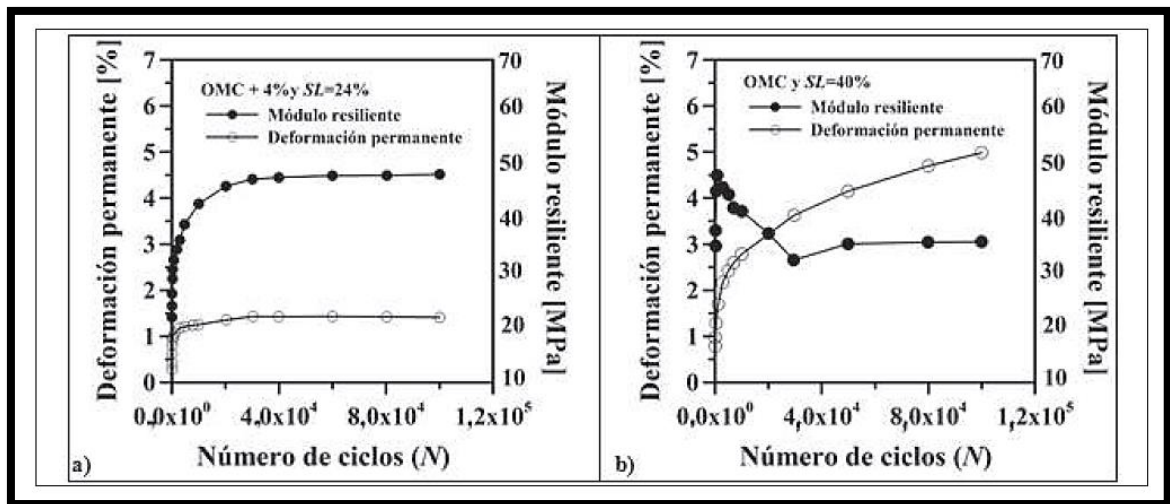 Deformación permanente [%]
7
6
5
4
3
2
1
0
OMC + 4% y SL=24%
Módulo resiliente
Deformación permanente
70
60
50
40
30
20
10
Módulo resiliente [MPa]
0,0x10⁰ 4,0x10⁴ 8,0x10⁴ 1,2x10⁵
Número de ciclos (N)
a)
Deformación permanente [%]
7
6
5
4
3
2
1
0
OMC y SL=40%
Módulo resiliente
Deformación permanente
70
60
50
40
30
20
10
Módulo resiliente [MPa]
0,0x10⁰ 4,0x10⁴ 8,0x10⁴ 1,2x10⁵
Número de ciclos (N)
b)